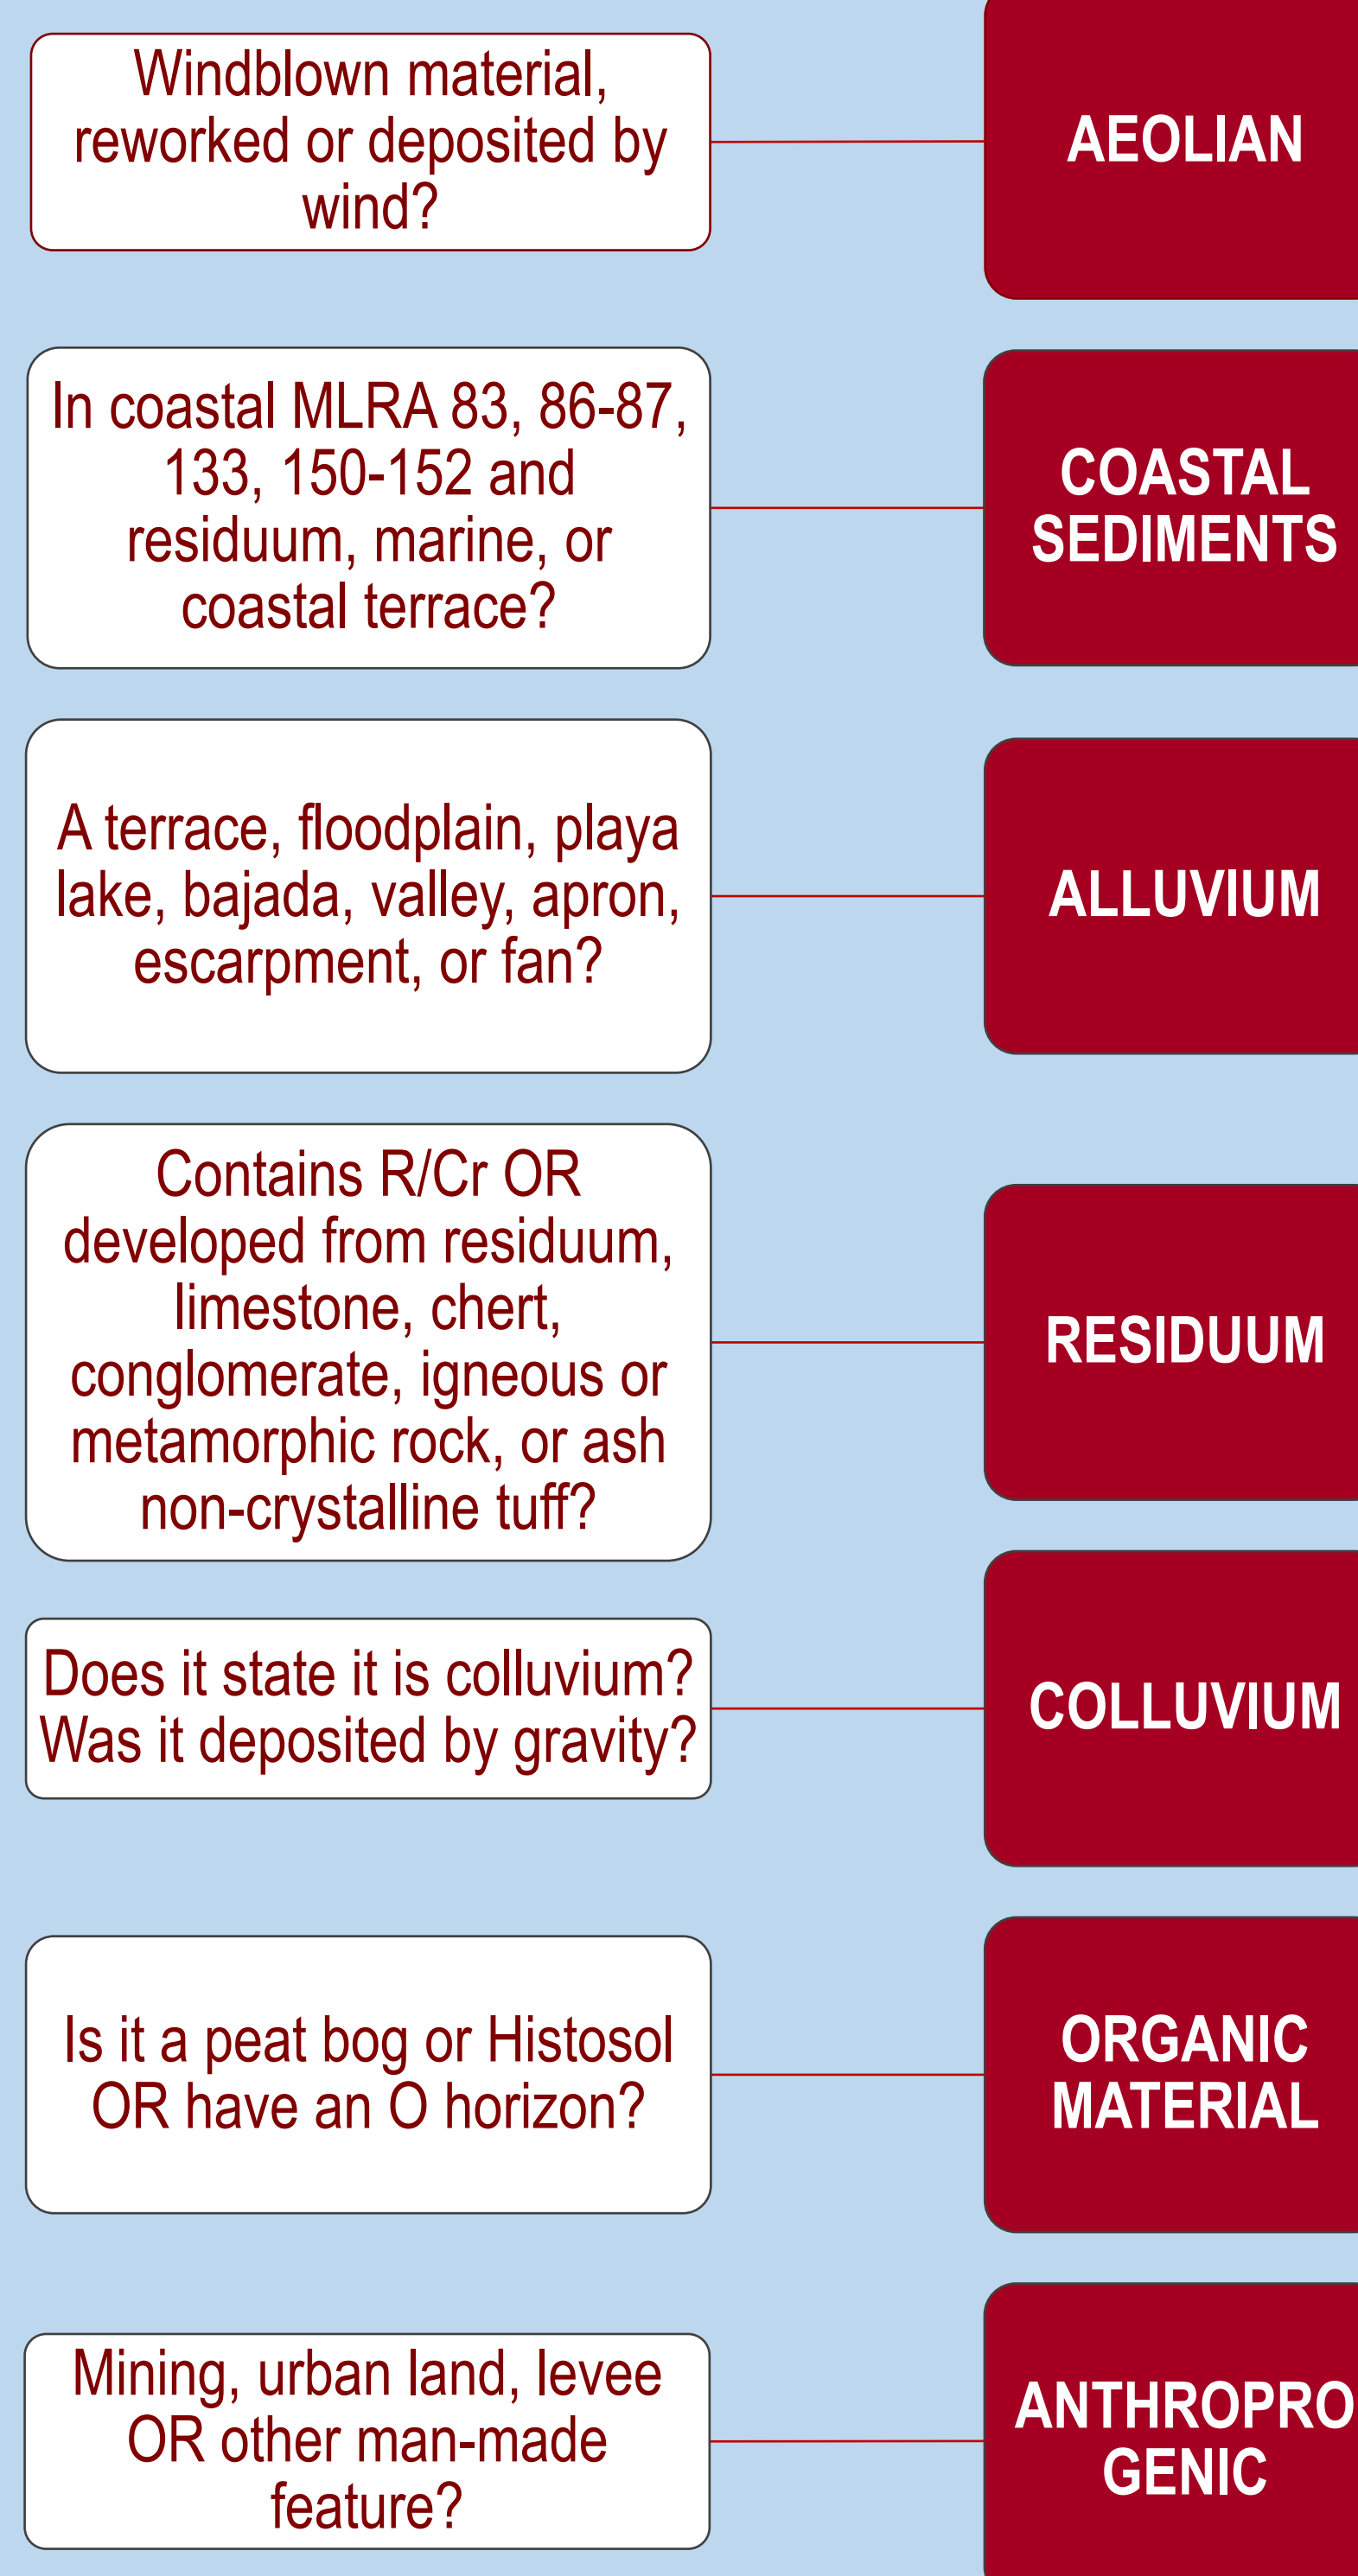 Windblown material,
reworked or deposited by
wind?
AEOLIAN
In coastal MLRA 83, 86-87,
133, 150-152 and
residuum, marine, or
coastal terrace?
COASTAL
SEDIMENTS
A terrace, floodplain, playa
lake, bajada, valley, apron,
escarpment, or fan?
ALLUVIUM
Contains R/Cr OR
developed from residuum,
limestone, chert,
conglomerate, igneous or
metamorphic rock, or ash
non-crystalline tuff?
RESIDUUM
Does it state it is colluvium?
Was it deposited by gravity?
COLLUVIUM
Is it a peat bog or Histosol
OR have an O horizon?
ORGANIC
MATERIAL
Mining, urban land, levee
OR other man-made
feature?
ANTHROPRO
GENIC